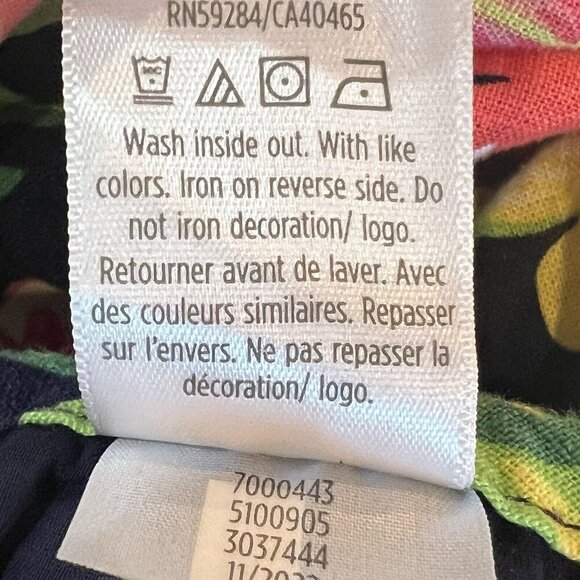 RN59284/CA40465
Wash inside out. With like
colors. Iron on reverse side. Do
not iron decoration/ logo.
Retourner avant de laver. Avec
des couleurs similaires. Repasser
sur l'envers. Ne pas repasser la
décoration/ logo.
7000443
5100905
3037444